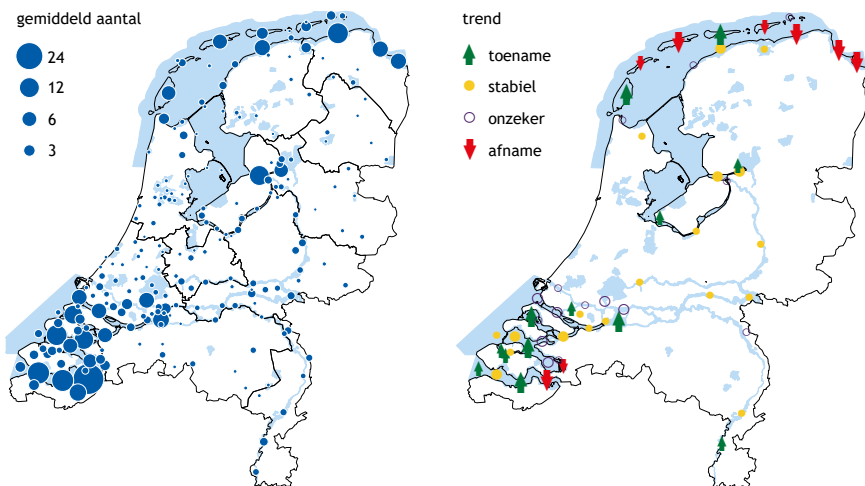 gemiddeld aantal
24
12
6
3
trend
toename
stabiel
onzeker
afname